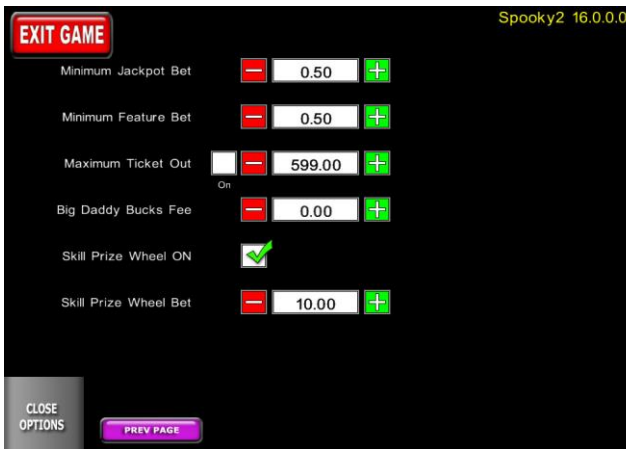 EXIT GAME
Spooky2 16.0.0.0
Minimum Jackpot Bet 0.50
Minimum Feature Bet 0.50
Maximum Ticket Out 599.00
On
Big Daddy Bucks Fee 0.00
Skill Prize Wheel ON
Skill Prize Wheel Bet 10.00
CLOSE
OPTIONS
PREV PAGE